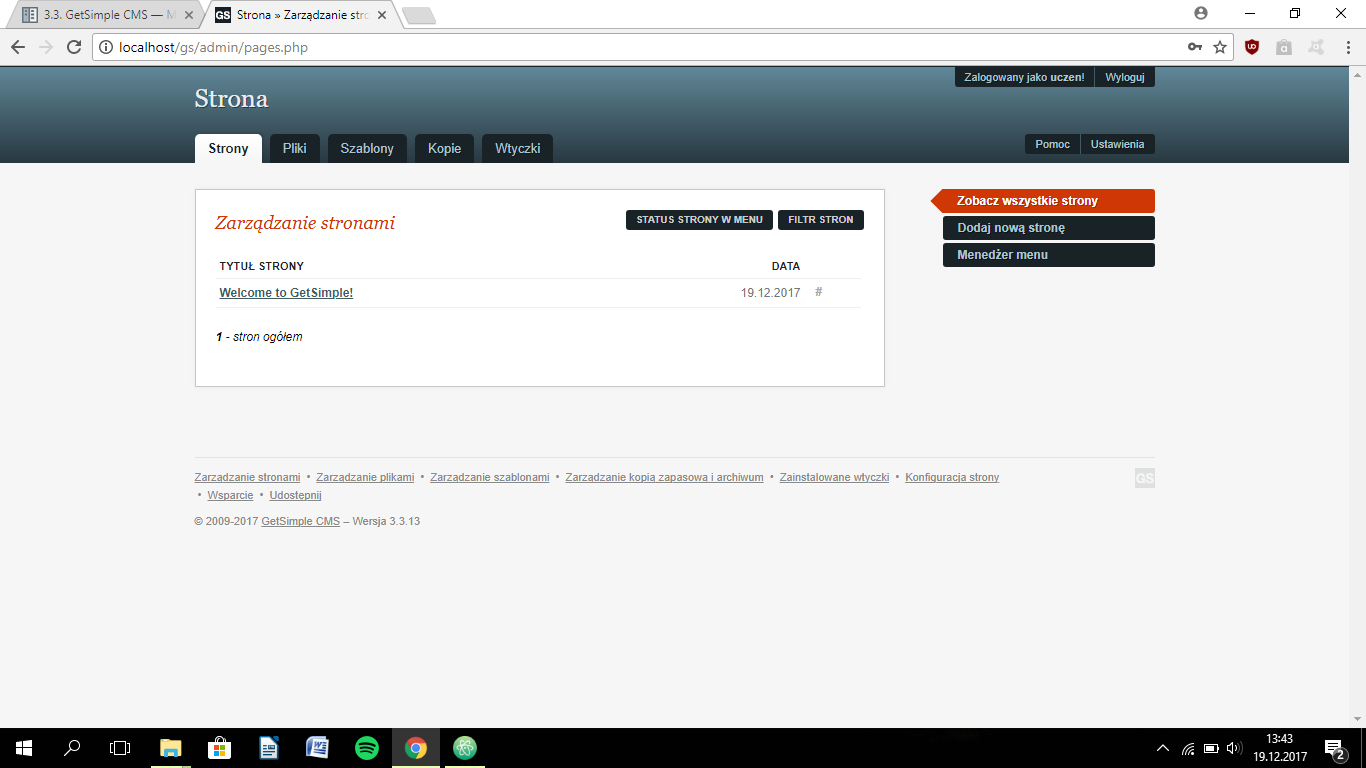 3.3. GetSimple CMS — M
GS Strona » Zarządzanie stro
localhost/gs/admin/pages.php
Zalogowany jako uczen! Wyloguj
Strona
Strony Pliki Szablony Kopie Wtyczki Pomoc Ustawienia
Zarządzanie stronami STATUS STRONY W MENU FILTR STRON
TYTUŁ STRONY DATA
Welcome to GetSimple! 19.12.2017 #
1 - stron ogółem
Zobacz wszystkie strony
Dodaj nową stronę
Menedżer menu
Zarządzanie stronami • Zarządzanie plikami • Zarządzanie szablonami • Zarządzanie kopią zapasową i archiwum • Zainstalowane wtyczki • Konfiguracja strony
• Wsparcie • Udostępnij
GS
© 2009-2017 GetSimple CMS – Wersja 3.3.13
13:43
19.12.2017
2